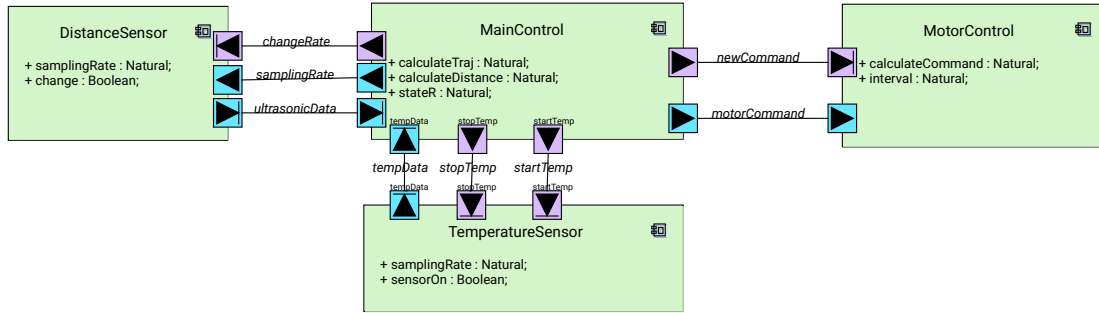 DistanceSensor
+ samplingRate : Natural;
+ change : Boolean;
changeRate
samplingRate
ultrasonicData
MainControl
+ calculateTraj : Natural;
+ calculateDistance : Natural;
+ stateR : Natural;
newCommand
motorCommand
MotorControl
+ calculateCommand : Natural;
+ interval : Natural;
tempData stopTemp startTemp
tempData stopTemp startTemp
tempData stopTemp startTemp
TemperatureSensor
+ samplingRate : Natural;
+ sensorOn : Boolean;